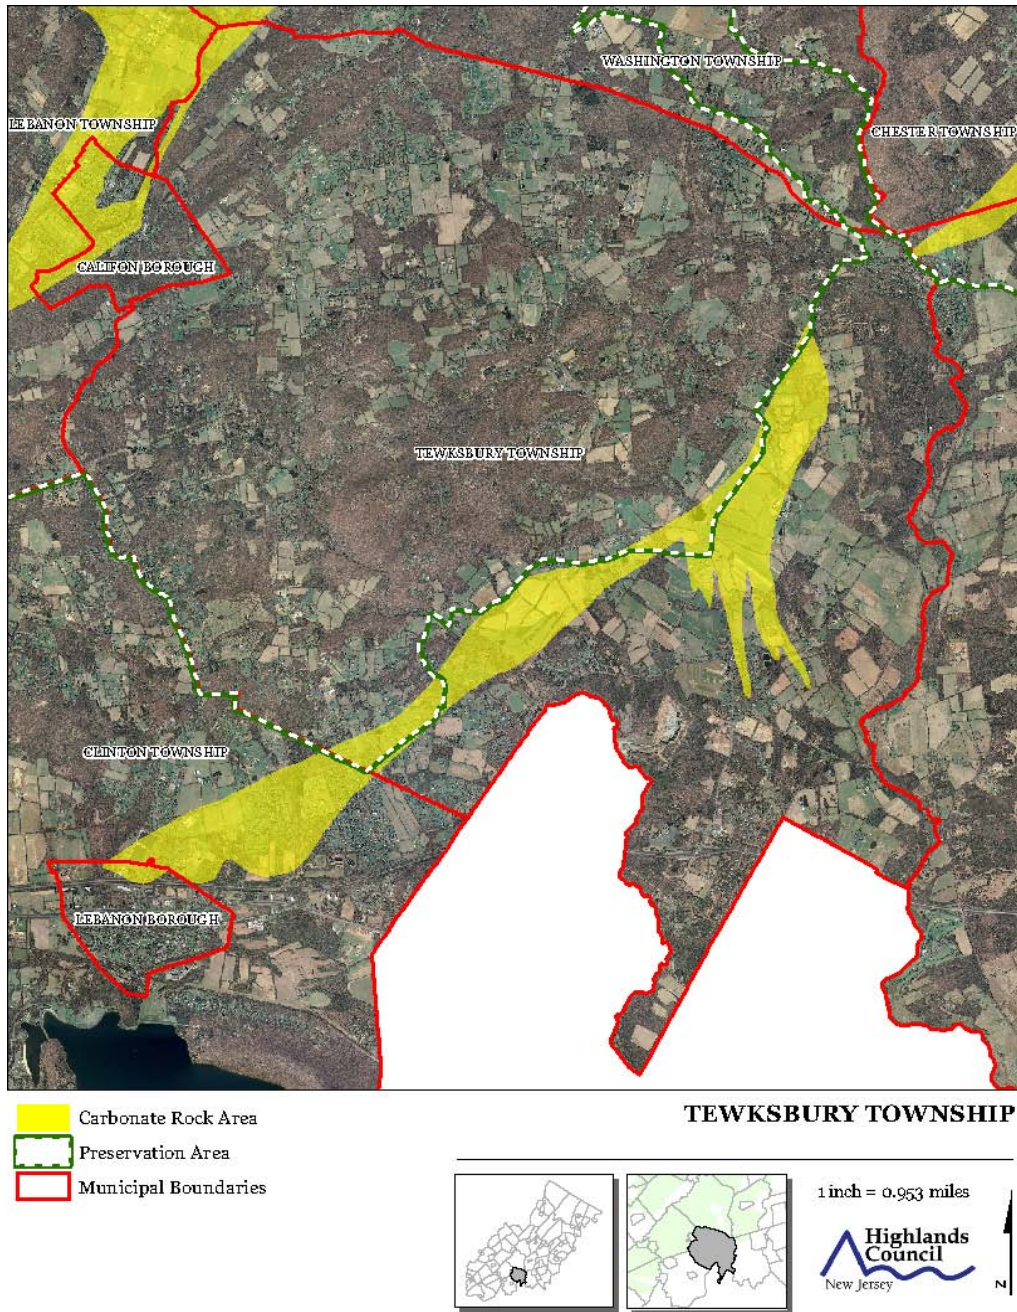 WASHINGTON TOWNSHIP
LEBANON TOWNSHIP
CHESTER TOWNSHIP
CALIFON BOROUGH
TEWKSBURY TOWNSHIP
CLINTON TOWNSHIP
LEBANON BOROUGH
Carbonate Rock Area
Preservation Area
Municipal Boundaries
TEWKSBURY TOWNSHIP
1 inch = 0.953 miles
Highlands
Council
New Jersey
N